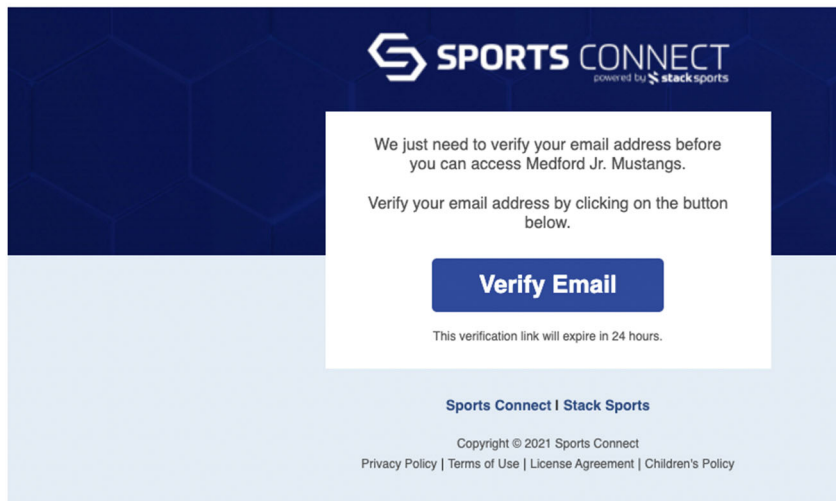 SPORTS CONNECT
powered by stack sports
We just need to verify your email address before
you can access Medford Jr. Mustangs.
Verify your email address by clicking on the button
below.
Verify Email
This verification link will expire in 24 hours.
Sports Connect | Stack Sports
Copyright © 2021 Sports Connect
Privacy Policy | Terms of Use | License Agreement | Children's Policy